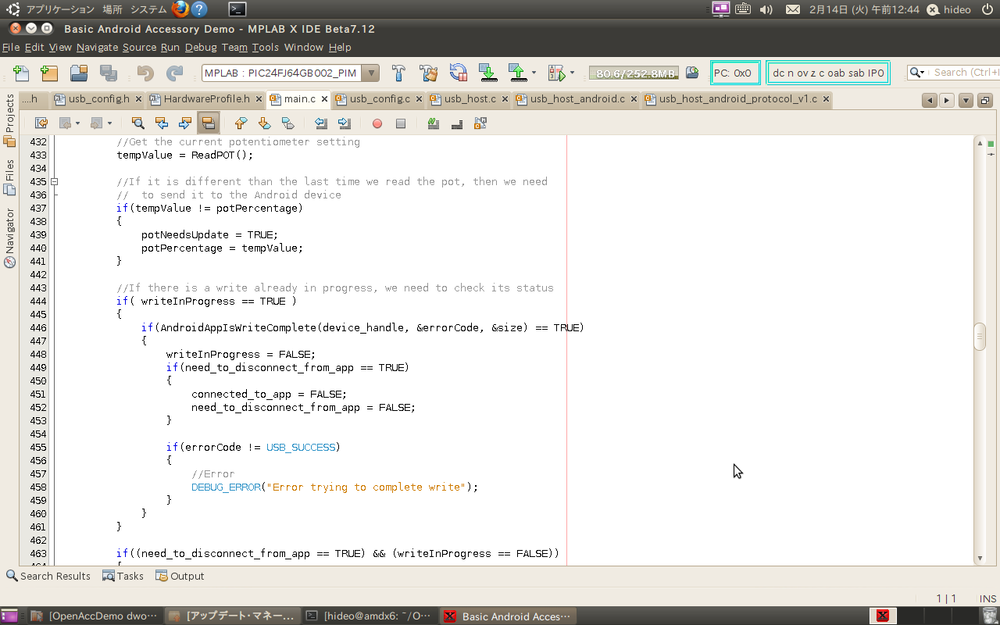 アプリケーション 場所 システム 2月14日 (火) 午前12:44 hideo
Basic Android Accessory Demo - MPLAB X IDE Beta7.12
File Edit View Navigate Source Run Debug Team Tools Window Help
MPLAB : PIC24FJ64GB002_PIM 80.6/252.8MB PC: 0x0 dc n ov z c oab sab IP0 Search (Ctrl+I
....h usb_config.h HardwareProfile.h main.c usb_config.c usb_host.c usb_host_android.c usb_host_android_protocol_v1.c
Projects
Files
Navigator
432 //Get the current potentiometer setting
433 tempValue = ReadPOT();
434
435 //If it is different than the last time we read the pot, then we need
436 //  to send it to the Android device
437 if(tempValue != potPercentage)
438 {
439 potNeedsUpdate = TRUE;
440 potPercentage = tempValue;
441 }
442
443 //If there is a write already in progress, we need to check its status
444 if( writeInProgress == TRUE )
445 {
446 if(AndroidAppIsWriteComplete(device_handle, &errorCode, &size) == TRUE)
447 {
448 writeInProgress = FALSE;
449 if(need_to_disconnect_from_app == TRUE)
450 {
451 connected_to_app = FALSE;
452 need_to_disconnect_from_app = FALSE;
453 }
454
455 if(errorCode != USB_SUCCESS)
456 {
457 //Error
458 DEBUG_ERROR("Error trying to complete write");
459 }
460 }
461 }
462
463 if((need_to_disconnect_from_app == TRUE) && (writeInProgress == FALSE))
464 {
Search Results Tasks Output
1 | 1 INS
[OpenAccDemo dwo... [アップデート・マネー... [hideo@amdx6: ~/O... Basic Android Acces...